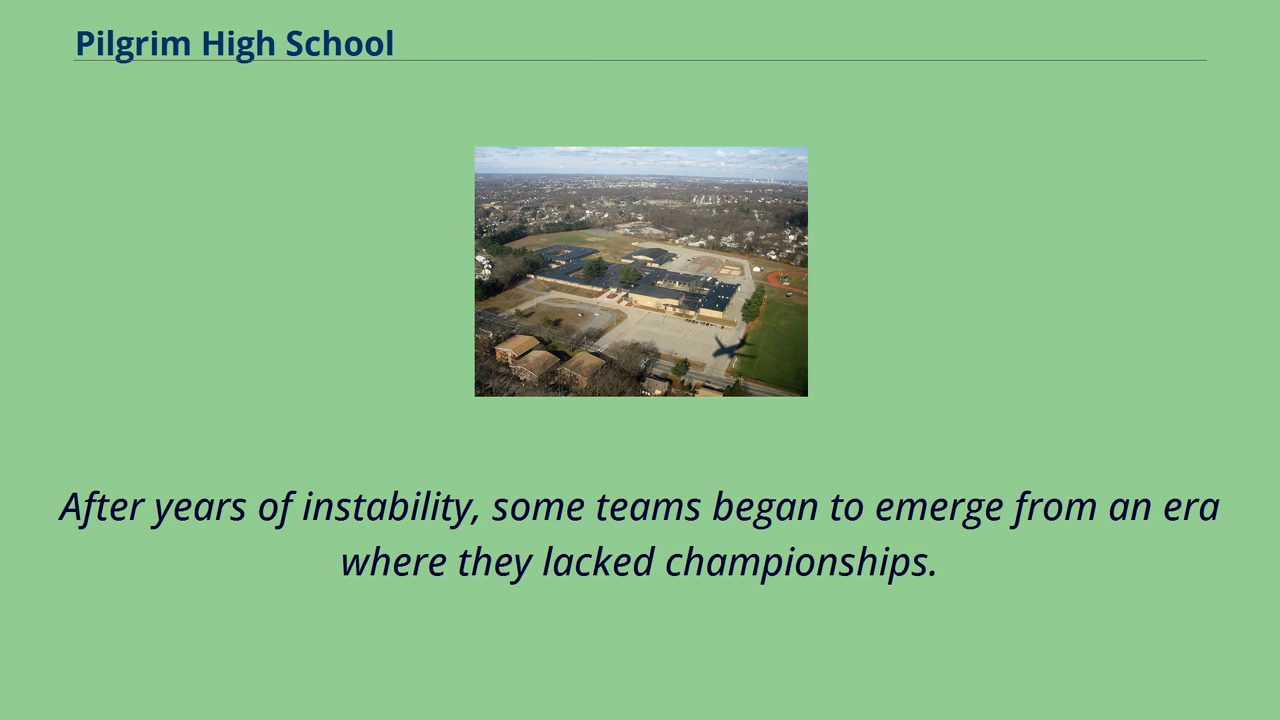 Pilgrim High School
After years of instability, some teams began to emerge from an era
where they lacked championships.